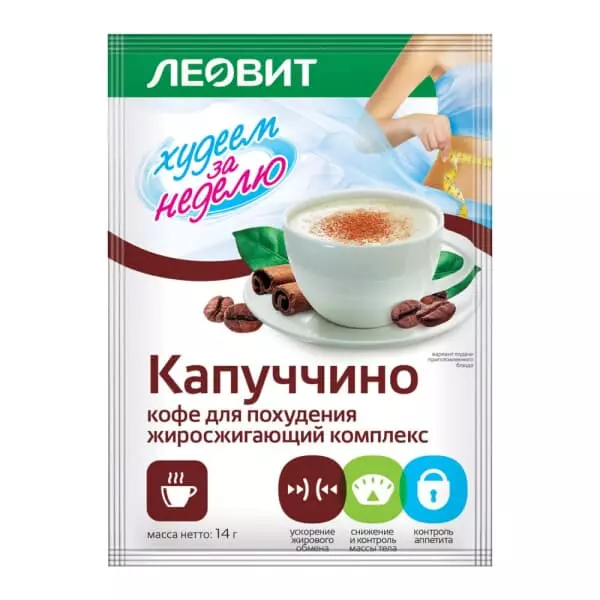 ЛЕОВИТ
худеем
за
неделю
вариант подачи
приготовленного
блюда
Капуччино
кофе для похудения
жиросжигающий комплекс
масса нетто: 14 г
ускорение
жирового
обмена
снижение
и контроль
массы тела
контроль
аппетита